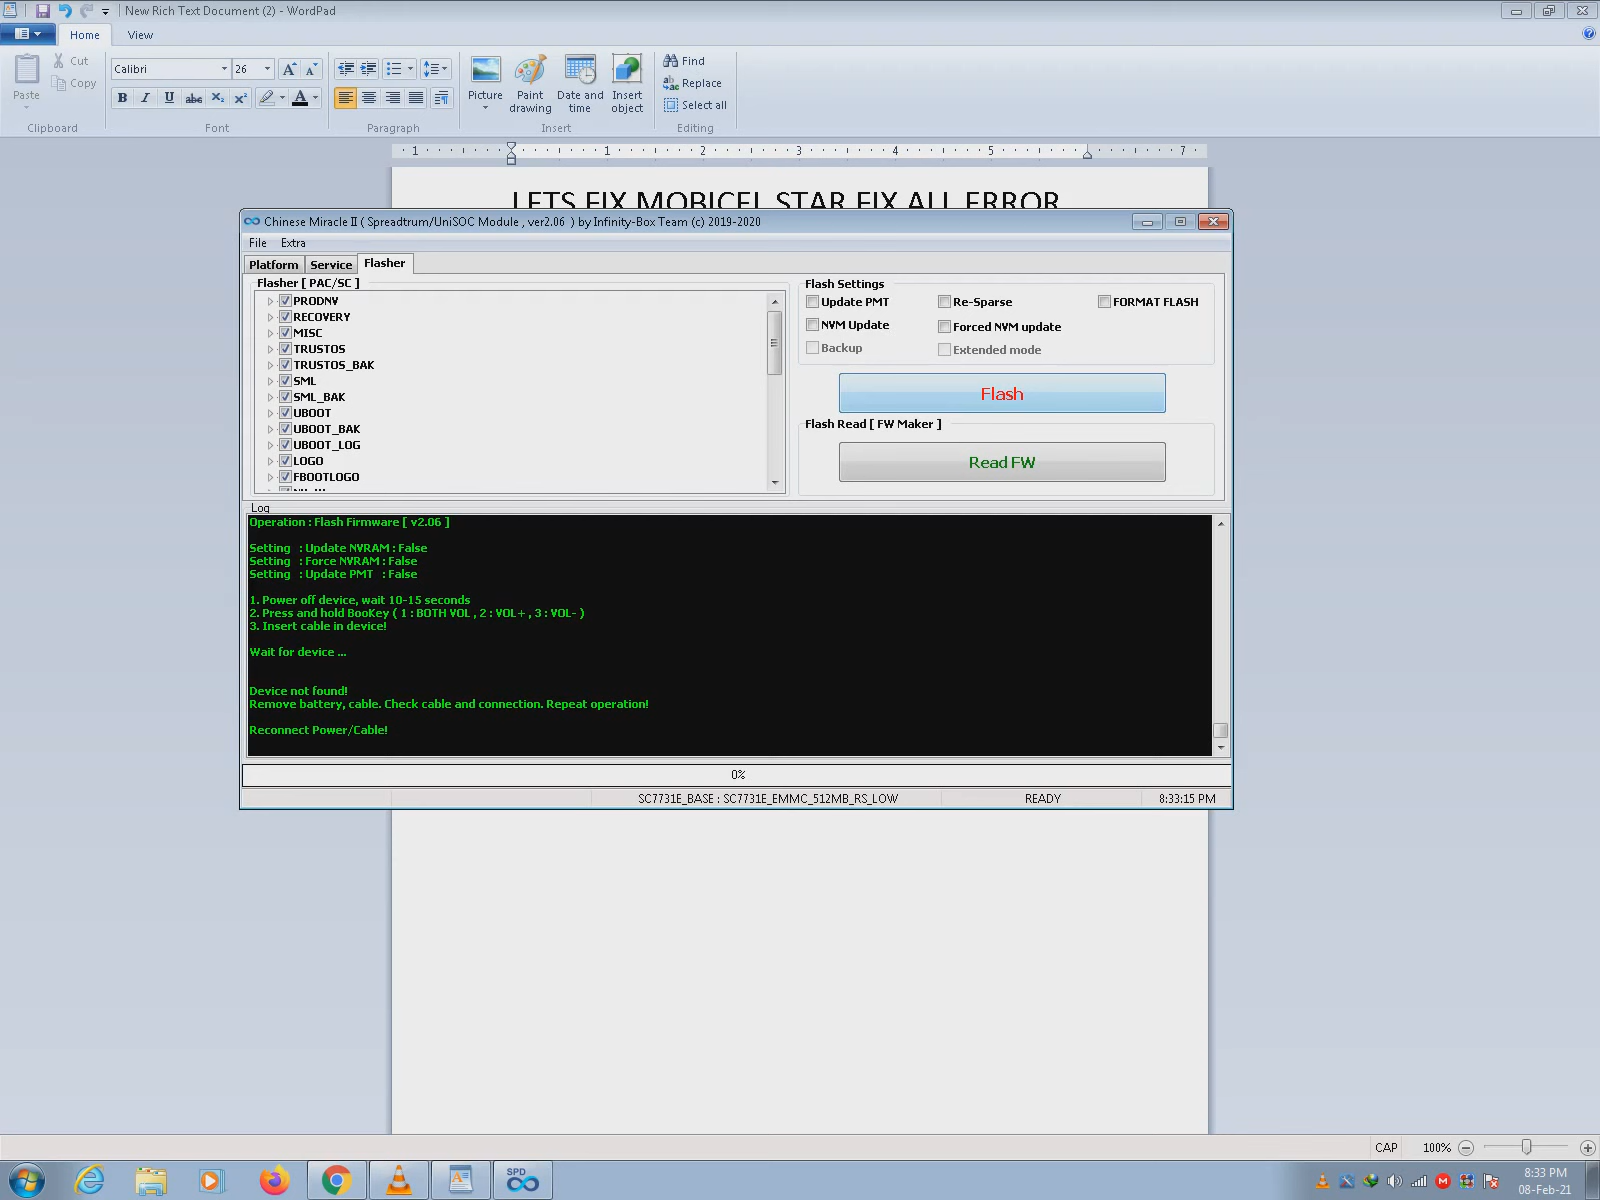 New Rich Text Document (2) - WordPad
Home
View
Cut
Copy
Paste
Clipboard
Calibri
26
Font
Paragraph
Picture
Paint drawing
Date and time
Insert object
Insert
Find
Replace
Select all
Editing
1 1 2 3 4 5 7
LETS FIX MOBICEL STAR FIX ALL ERROR
Chinese Miracle II ( Spreadtrum/UniSOC Module , ver2.06 ) by Infinity-Box Team (c) 2019-2020
File Extra
Platform Service Flasher
Flasher [ PAC/SC ]
PRODNV
RECOVERY
MISC
TRUSTOS
TRUSTOS_BAK
SML
SML_BAK
UBOOT
UBOOT_BAK
UBOOT_LOG
LOGO
FBOOTLOGO
Flash Settings
Update PMT Re-Sparse FORMAT FLASH
NVM Update Forced NVM update
Backup Extended mode
Flash
Flash Read [ FW Maker ]
Read FW
Log
Operation : Flash Firmware [ v2.06 ]
Setting : Update NVRAM : False
Setting : Force NVRAM : False
Setting : Update PMT : False
1. Power off device, wait 10-15 seconds
2. Press and hold BooKey ( 1 : BOTH VOL , 2 : VOL+ , 3 : VOL- )
3. Insert cable in device!
Wait for device ...
Device not found!
Remove battery, cable. Check cable and connection. Repeat operation!
Reconnect Power/Cable!
0%
SC7731E_BASE : SC7731E_EMMC_512MB_RS_LOW READY 8:33:15 PM
CAP 100%
SPD
8:33 PM
08-Feb-21